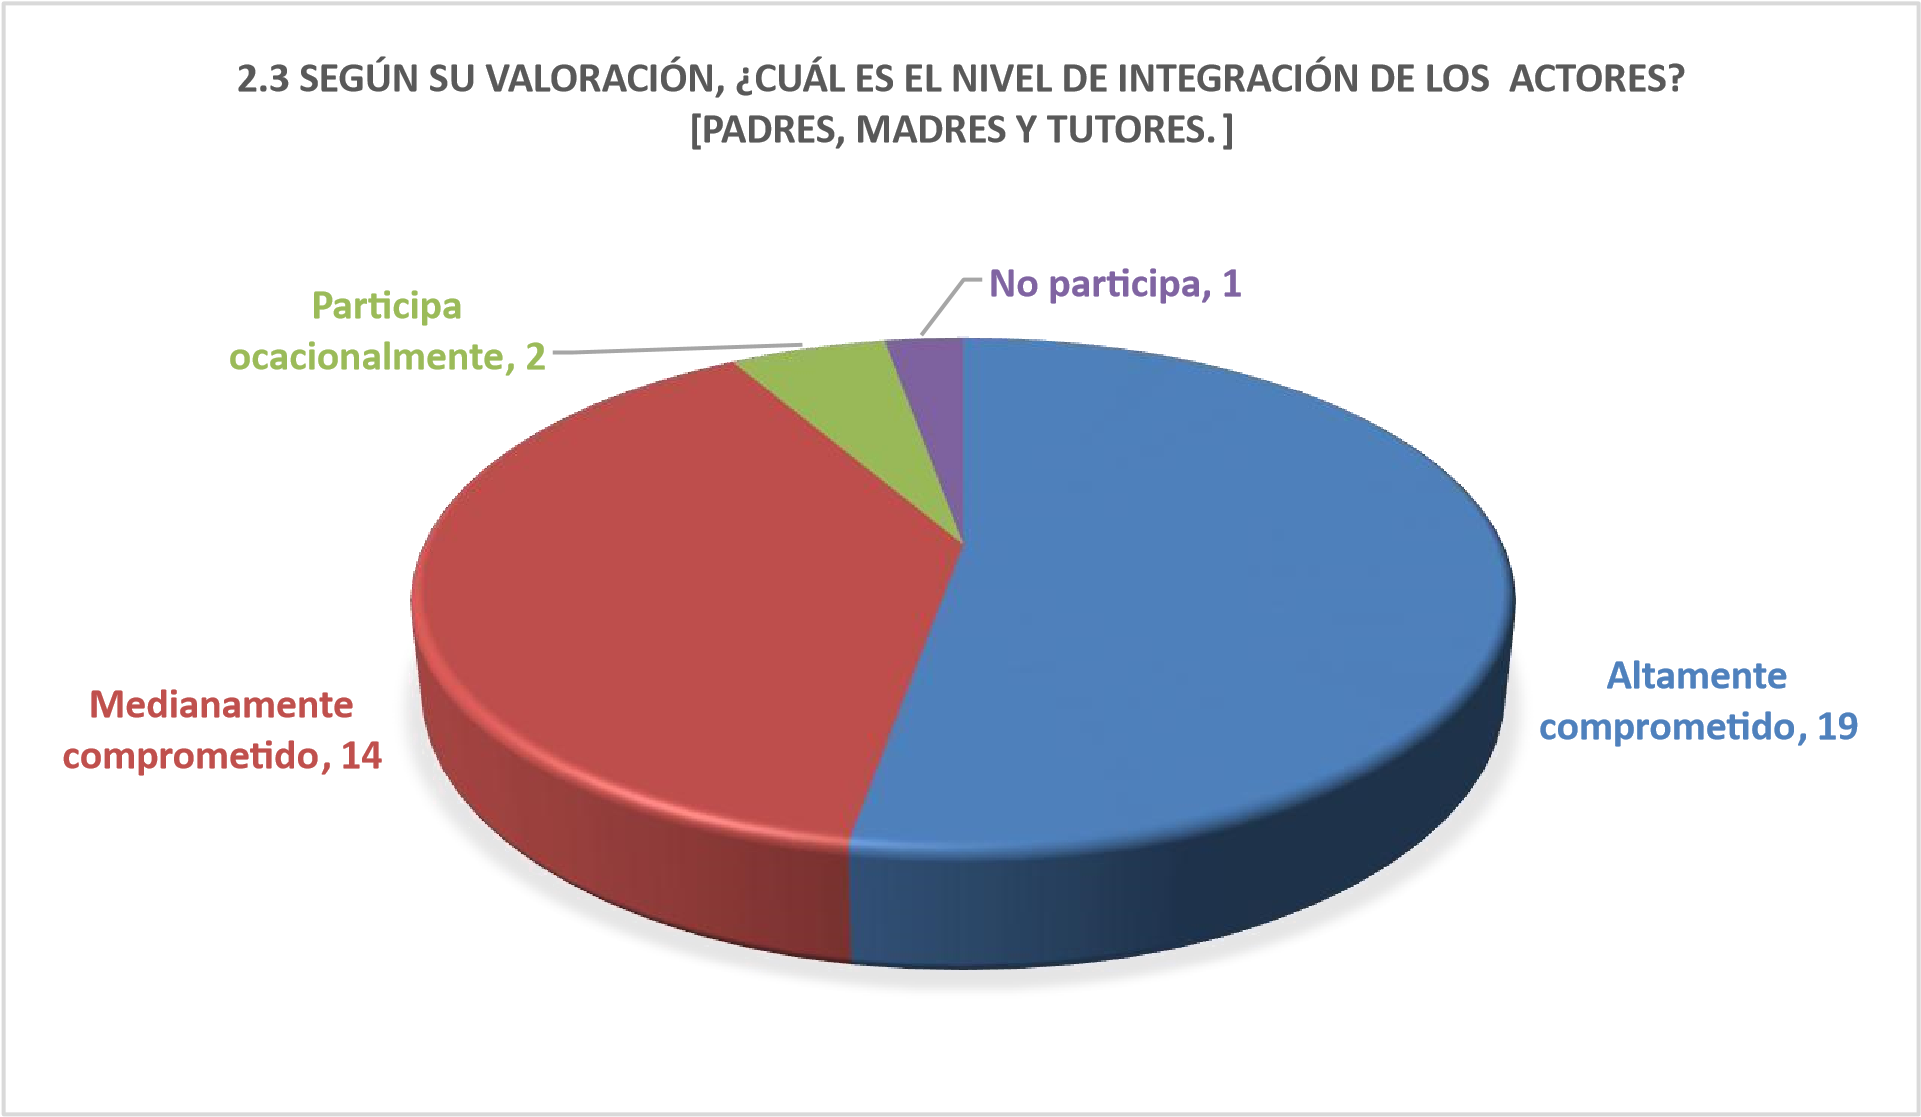 2.3 SEGÚN SU VALORACIÓN, ¿CUÁL ES EL NIVEL DE INTEGRACIÓN DE LOS  ACTORES?
[PADRES, MADRES Y TUTORES. ]
No participa, 1
Participa
ocacionalmente, 2
Altamente
comprometido, 19
Medianamente
comprometido, 14